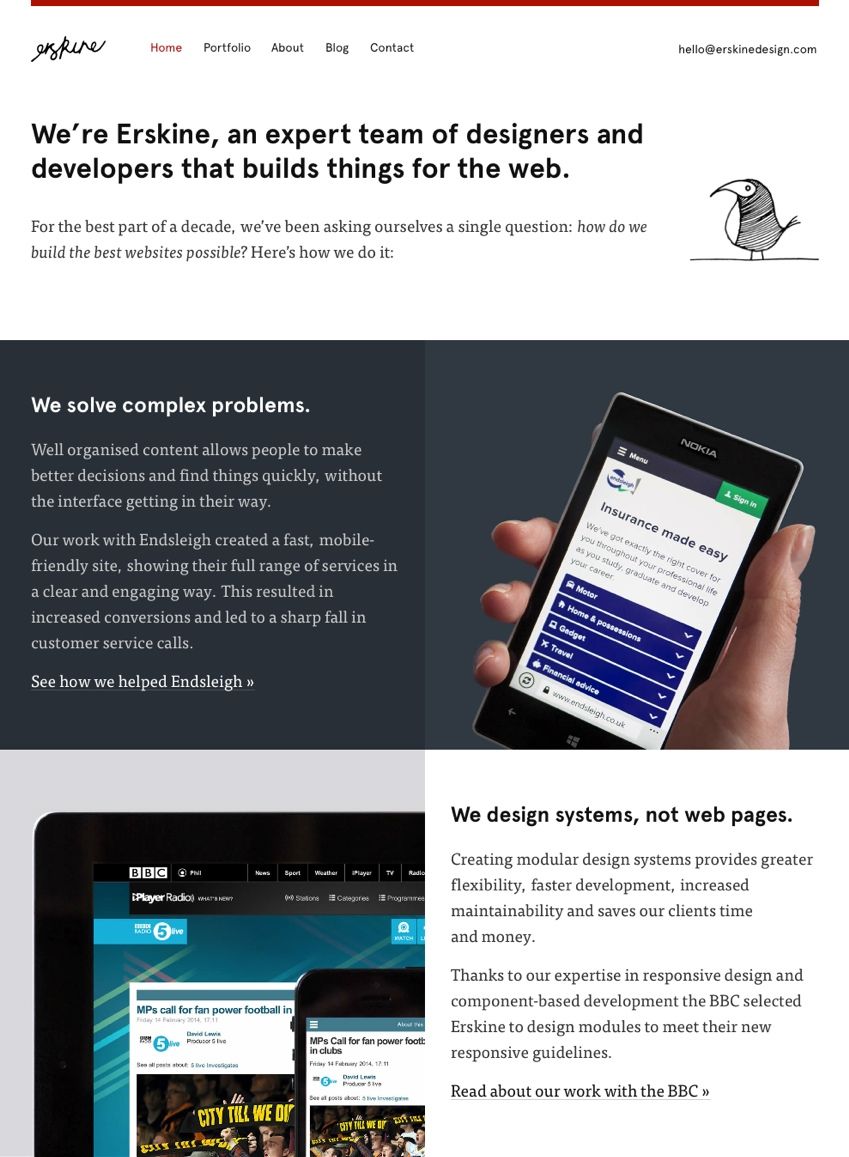 erskine
Home Portfolio About Blog Contact
hello@erskinedesign.com
We’re Erskine, an expert team of designers and
developers that builds things for the web.
For the best part of a decade, we’ve been asking ourselves a single question: how do we
build the best websites possible? Here’s how we do it:
We solve complex problems.
Well organised content allows people to make
better decisions and find things quickly, without
the interface getting in their way.
Our work with Endsleigh created a fast, mobile-
friendly site, showing their full range of services in
a clear and engaging way. This resulted in
increased conversions and led to a sharp fall in
customer service calls.
See how we helped Endsleigh »
NOKIA
Menu
Sign in
endsleigh
Insurance made easy
We've got exactly the right cover for
you throughout your professional life
as you study, graduate and develop
your career.
Motor
Home & possessions
Gadget
Travel
Financial advice
www.endsleigh.co.uk
BBC Phil News Sport Weather iPlayer TV Radio
iPlayer Radio WHAT'S NEW? Stations Categories Programmes
BBC RADIO 5 live
WATCH
MPs call for fan power football in
Friday 14 February 2014, 17:11
David Lewis
Producer 5 live
See all posts about: 5 live Investigates
CITY TILL WE DI
About this
MPs Call for fan power footb
in clubs
Friday 14 February 2014, 17:11
David Lewis
Producer 5 live
See all posts about: 5 live Investigates
CITY TILL WE D
We design systems, not web pages.
Creating modular design systems provides greater
flexibility, faster development, increased
maintainability and saves our clients time
and money.
Thanks to our expertise in responsive design and
component-based development the BBC selected
Erskine to design modules to meet their new
responsive guidelines.
Read about our work with the BBC »